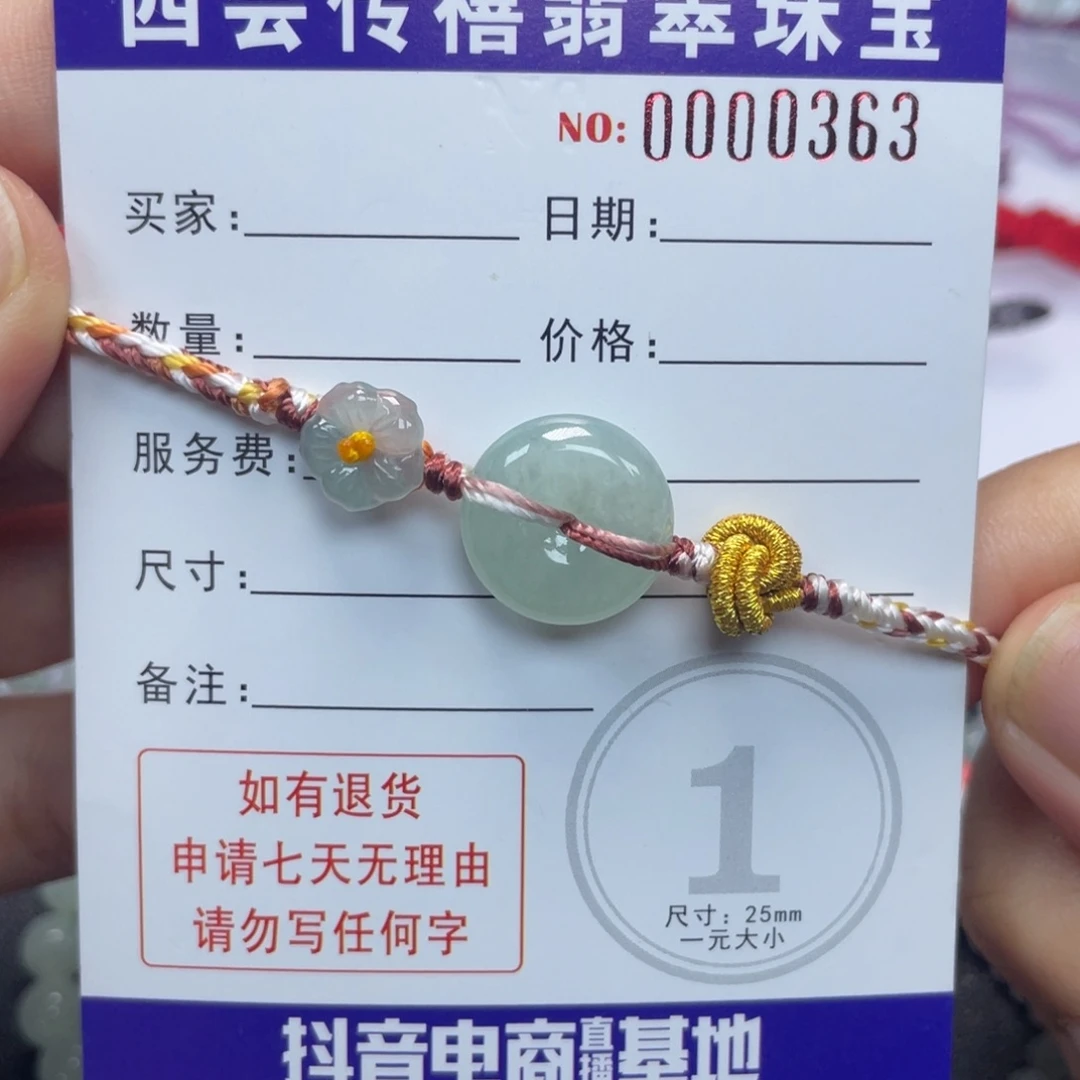 四会传禧翡翠珠宝
NO: 0000363
买家: 日期:
数量: 价格:
服务费:
尺寸:
备注:
如有退货
申请七天无理由
请勿写任何字
1
尺寸: 25mm
一元大小
抖音电商直播基地